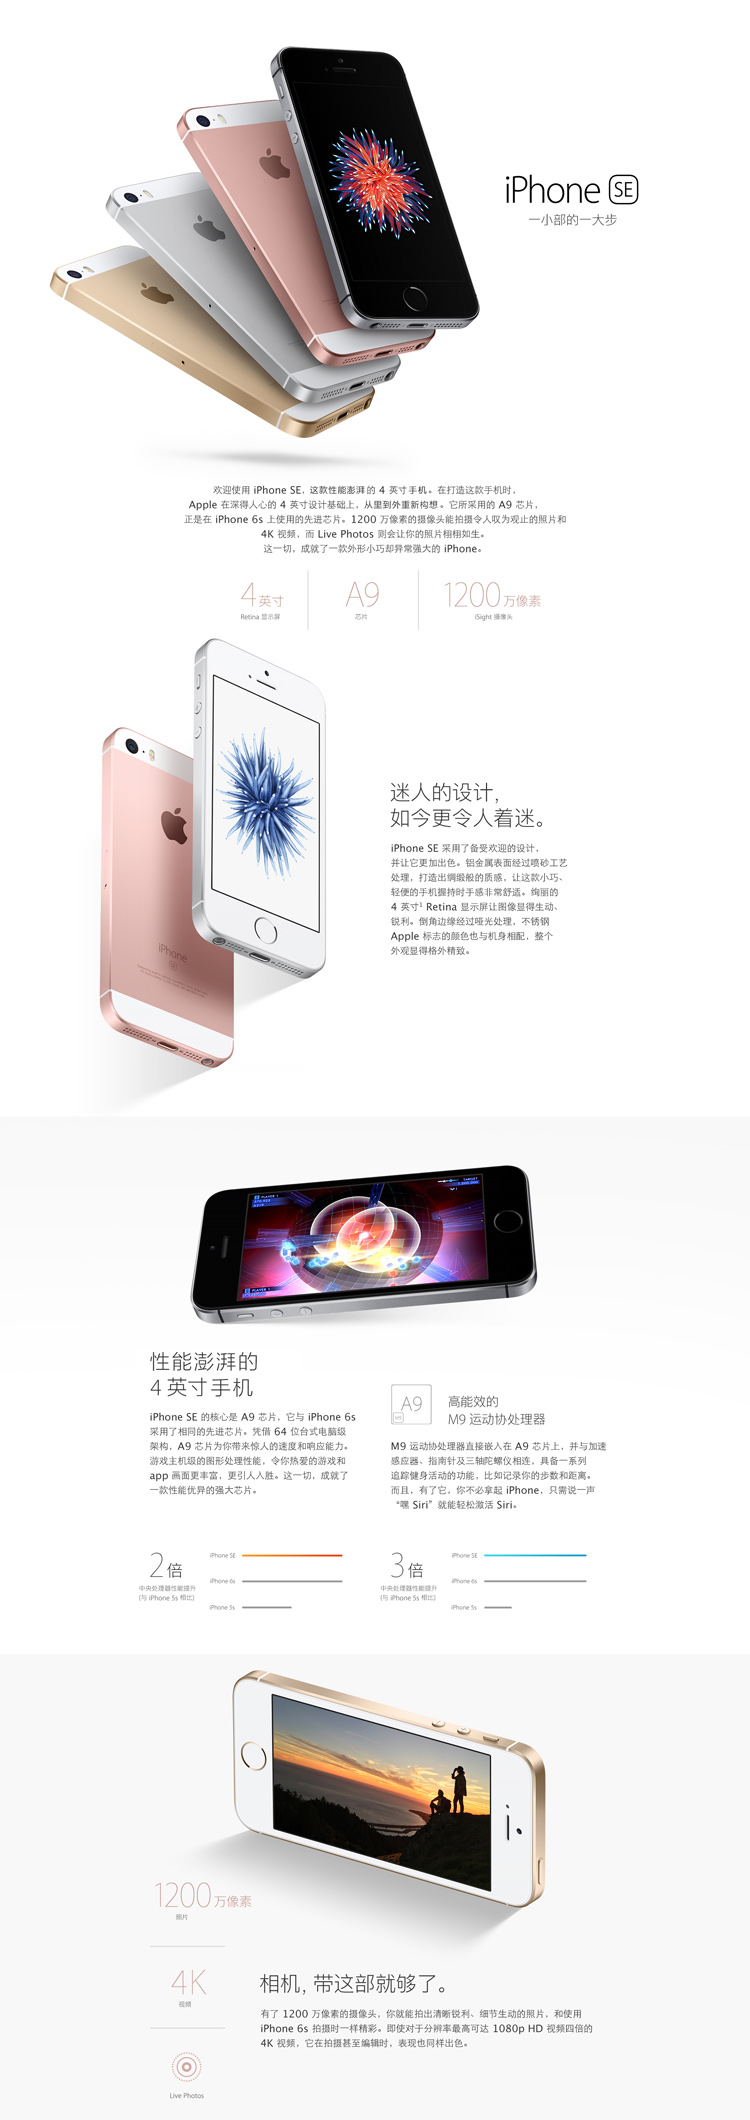 iPhone SE
一小部的一大步
欢迎使用 iPhone SE，这款性能澎湃的 4 英寸手机。在打造这款手机时，
Apple 在深得人心的 4 英寸设计基础上，从里到外重新构想。它所采用的 A9 芯片，
正是在 iPhone 6s 上使用的先进芯片。1200 万像素的摄像头能拍摄令人叹为观止的照片和
4K 视频，而 Live Photos 则会让你的照片栩栩如生。
这一切，成就了一款外形小巧却异常强大的 iPhone。
4 英寸
Retina 显示屏
A9
芯片
1200 万像素
iSight 摄像头
iPhone
SE
迷人的设计，
如今更令人着迷。
iPhone SE 采用了备受欢迎的设计，
并让它更加出色。铝金属表面经过喷砂工艺
处理，打造出绸缎般的质感，让这款小巧、
轻便的手机握持时手感非常舒适。绚丽的
4 英寸¹ Retina 显示屏让图像显得生动、
锐利。倒角边缘经过哑光处理，不锈钢
Apple 标志的颜色也与机身相配，整个
外观显得格外精致。
PLAYER 1
TARGET
PLAYER 1
性能澎湃的
4 英寸手机
iPhone SE 的核心是 A9 芯片，它与 iPhone 6s
采用了相同的先进芯片。凭借 64 位台式电脑级
架构，A9 芯片为你带来惊人的速度和响应能力。
游戏主机级的图形处理性能，令你热爱的游戏和
app 画面更丰富，更引人入胜。这一切，成就了
一款性能优异的强大芯片。
A9
M9
高能效的
M9 运动协处理器
M9 运动协处理器直接嵌入在 A9 芯片上，并与加速
感应器、指南针及三轴陀螺仪相连，具备一系列
追踪健身活动的功能，比如记录你的步数和距离。
而且，有了它，你不必拿起 iPhone，只需说一声
“嘿 Siri”就能轻松激活 Siri。
2 倍
中央处理器性能提升
(与 iPhone 5s 相比)
iPhone SE
iPhone 6s
iPhone 5s
3 倍
中央处理器性能提升
(与 iPhone 5s 相比)
iPhone SE
iPhone 6s
iPhone 5s
1200 万像素
照片
4K
视频
Live Photos
相机，带这部就够了。
有了 1200 万像素的摄像头，你就能拍出清晰锐利、细节生动的照片，和使用
iPhone 6s 拍摄时一样精彩。即使对于分辨率最高可达 1080p HD 视频四倍的
4K 视频，它在拍摄甚至编辑时，表现也同样出色。